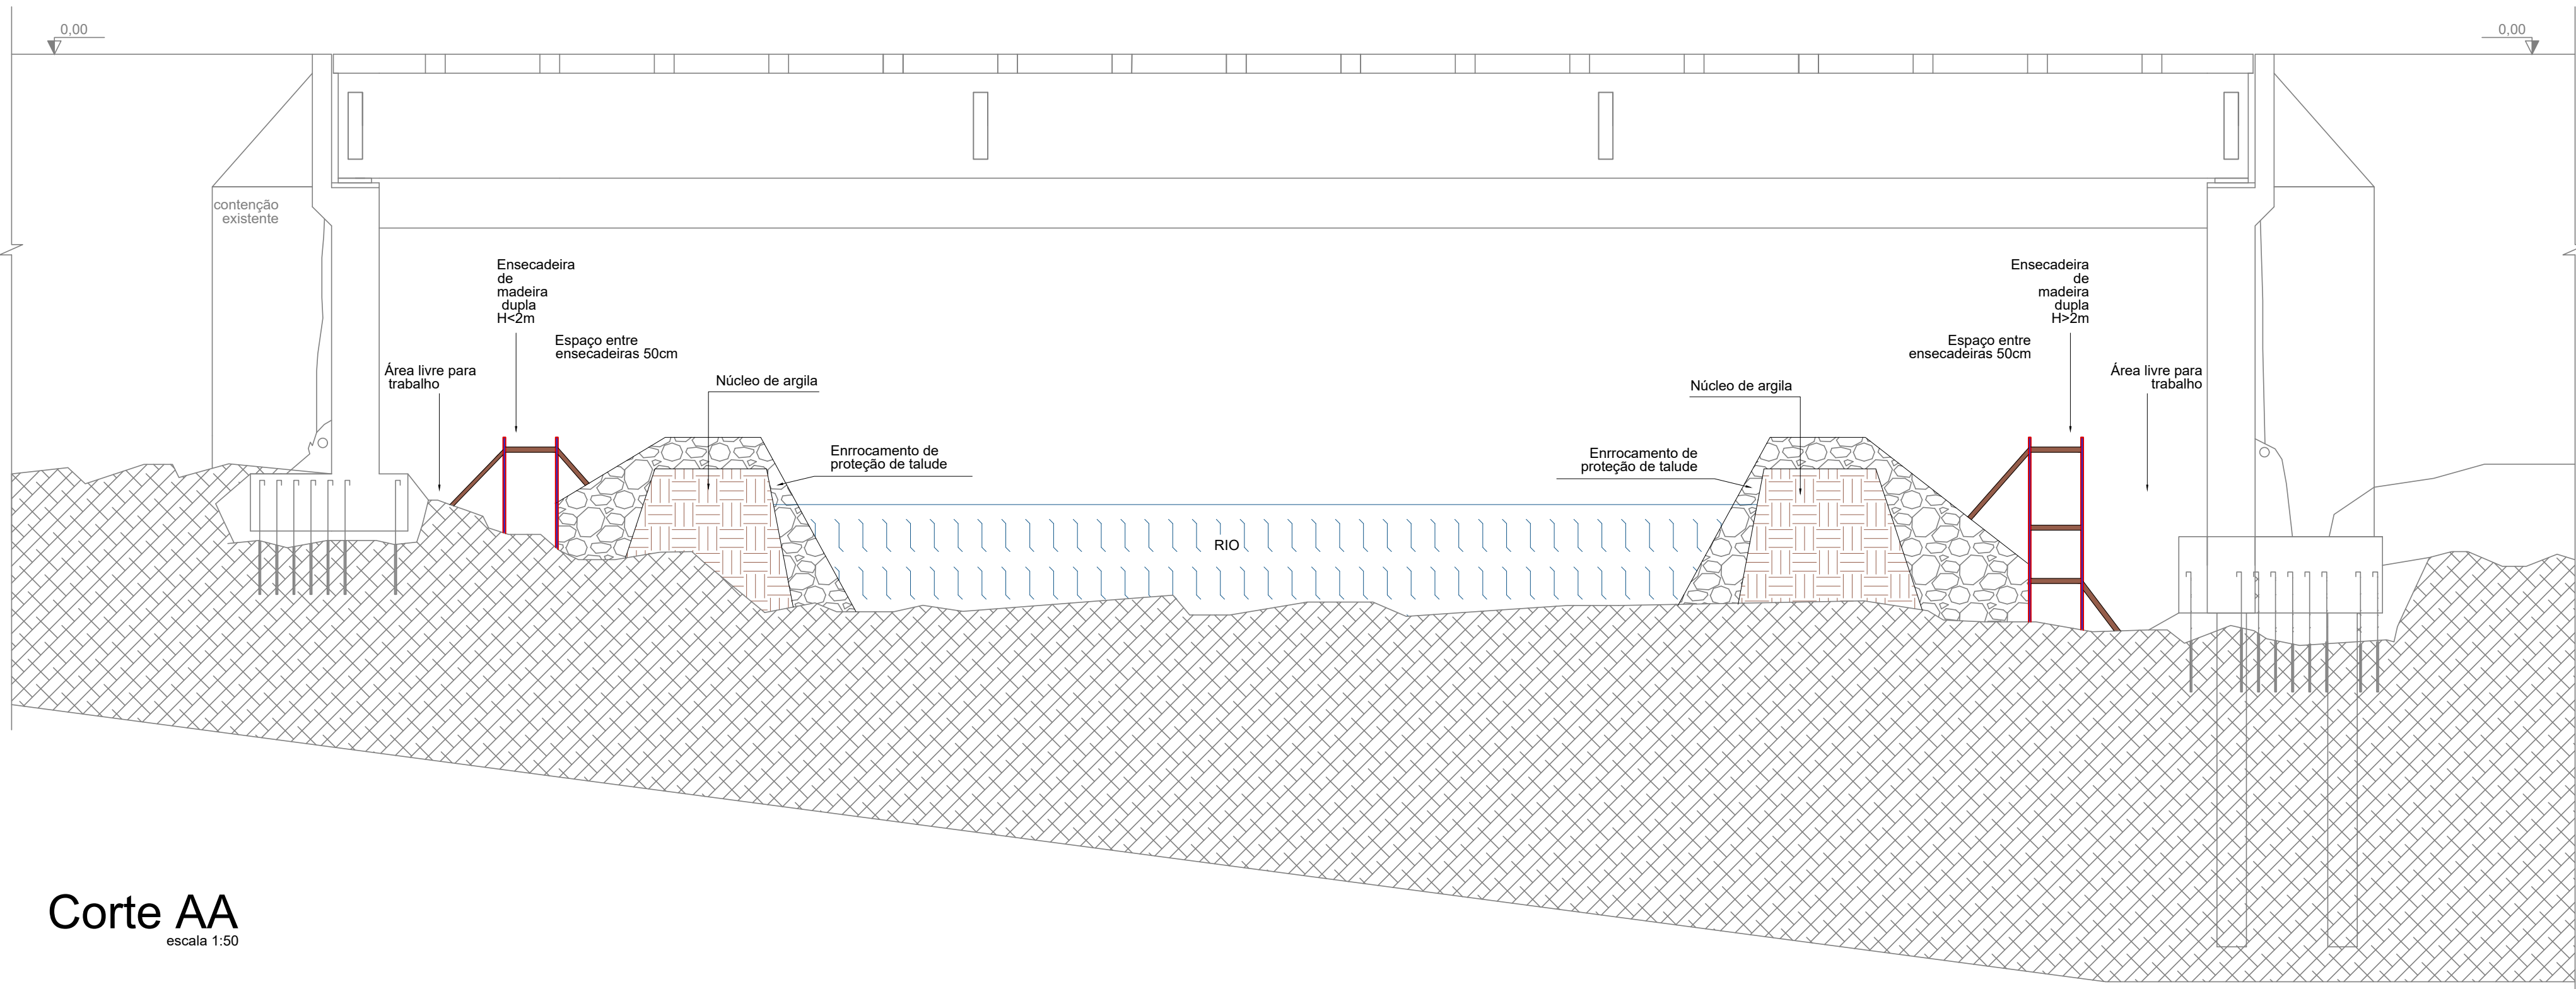 0,00
0,00
contenção
existente
Ensecadeira
de
madeira
dupla
H<2m
Espaço entre
ensecadeiras 50cm
Área livre para
trabalho
Núcleo de argila
Enrrocamento de
proteção de talude
RIO
Ensecadeira
de
madeira
dupla
H>2m
Espaço entre
ensecadeiras 50cm
Área livre para
trabalho
Núcleo de argila
Enrrocamento de
proteção de talude
Corte AA
escala 1:50